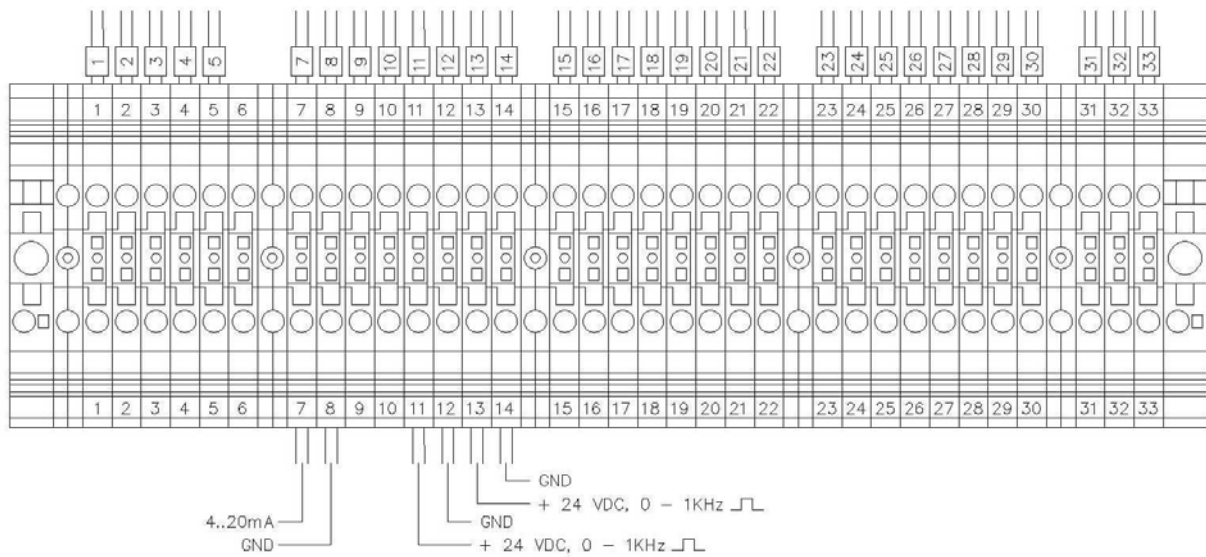 1 2 3 4 5 7 8 9 10 11 12 13 14 15 16 17 18 19 20 21 22 23 24 25 26 27 28 29 30 31 32 33
1 2 3 4 5 6 7 8 9 10 11 12 13 14 15 16 17 18 19 20 21 22 23 24 25 26 27 28 29 30 31 32 33
1 2 3 4 5 6 7 8 9 10 11 12 13 14 15 16 17 18 19 20 21 22 23 24 25 26 27 28 29 30 31 32 33
GND
+ 24 VDC, 0 - 1KHz
4..20mA GND
GND + 24 VDC, 0 - 1KHz